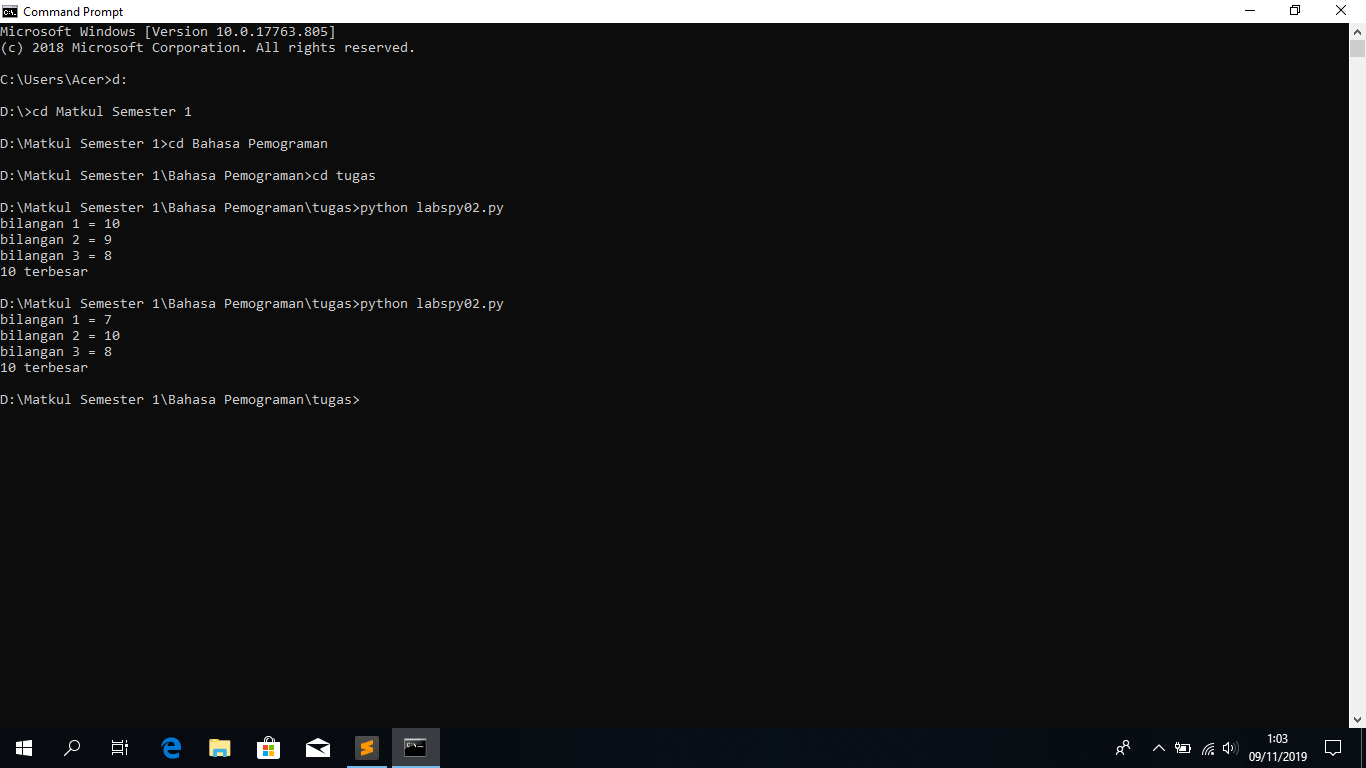 Command Prompt
Microsoft Windows [Version 10.0.17763.805]
(c) 2018 Microsoft Corporation. All rights reserved.
C:\Users\Acer>d:
D:\>cd Matkul Semester 1
D:\Matkul Semester 1>cd Bahasa Pemograman
D:\Matkul Semester 1\Bahasa Pemograman>cd tugas
D:\Matkul Semester 1\Bahasa Pemograman\tugas>python labspy02.py
bilangan 1 = 10
bilangan 2 = 9
bilangan 3 = 8
10 terbesar
D:\Matkul Semester 1\Bahasa Pemograman\tugas>python labspy02.py
bilangan 1 = 7
bilangan 2 = 10
bilangan 3 = 8
10 terbesar
D:\Matkul Semester 1\Bahasa Pemograman\tugas>
1:03
09/11/2019